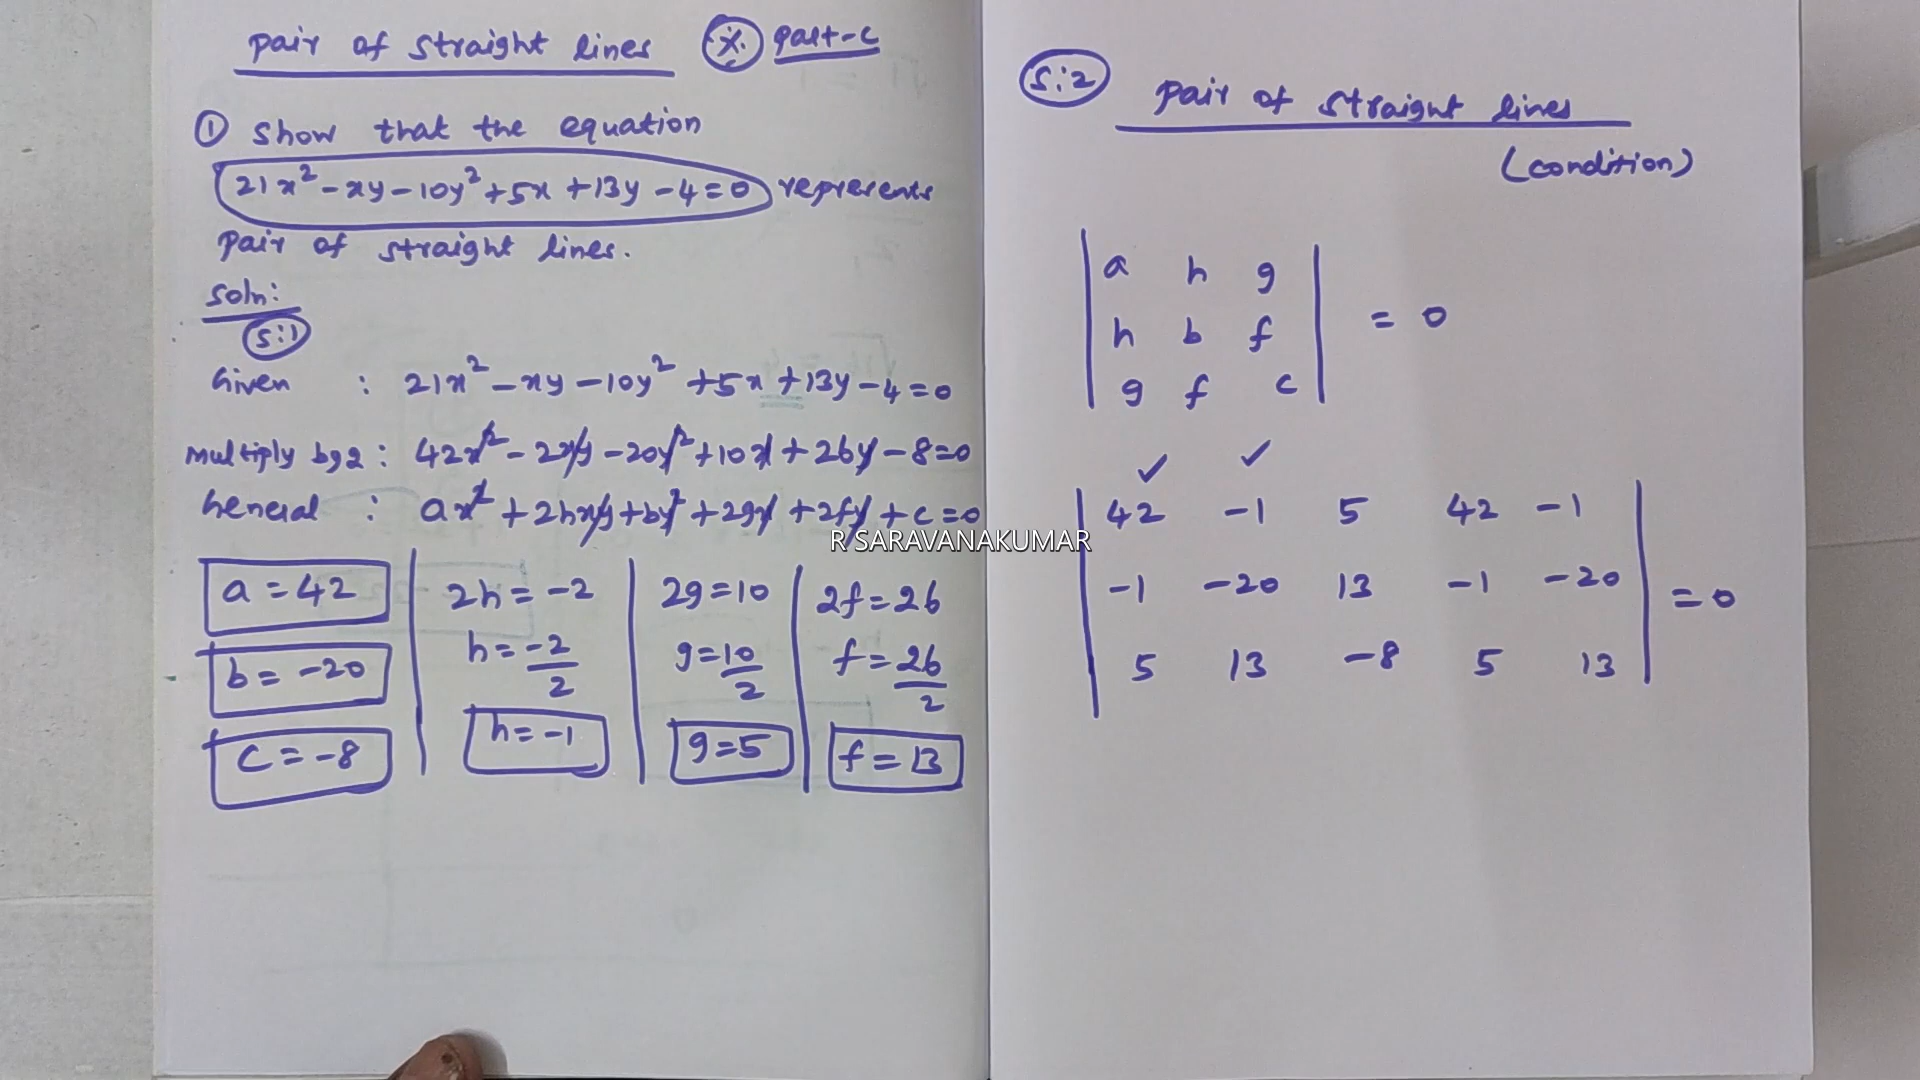 pair of straight lines X. part-c
① show that the equation
21x² - xy - 10y² + 5x + 13y - 4 = 0 represents
pair of straight lines.
Soln:
S:1
Given : 21x² - xy - 10y² + 5x + 13y - 4 = 0
Multiply by 2 : 42x² - 2xy - 20y² + 10x + 26y - 8 = 0
General : ax² + 2hxy + by² + 2gx + 2fy + c = 0
a = 42 | 2h = -2 | 2g = 10 | 2f = 26
b = -20 | h = -2/2 | g = 10/2 | f = 26/2
c = -8 | h = -1 | g = 5 | f = 13
S:2 pair of straight lines
(condition)
a h g
h b f = 0
g f c
✓ ✓
42 -1 5 42 -1
-1 -20 13 -1 -20 = 0
5 13 -8 5 13
R SARAVANAKUMAR